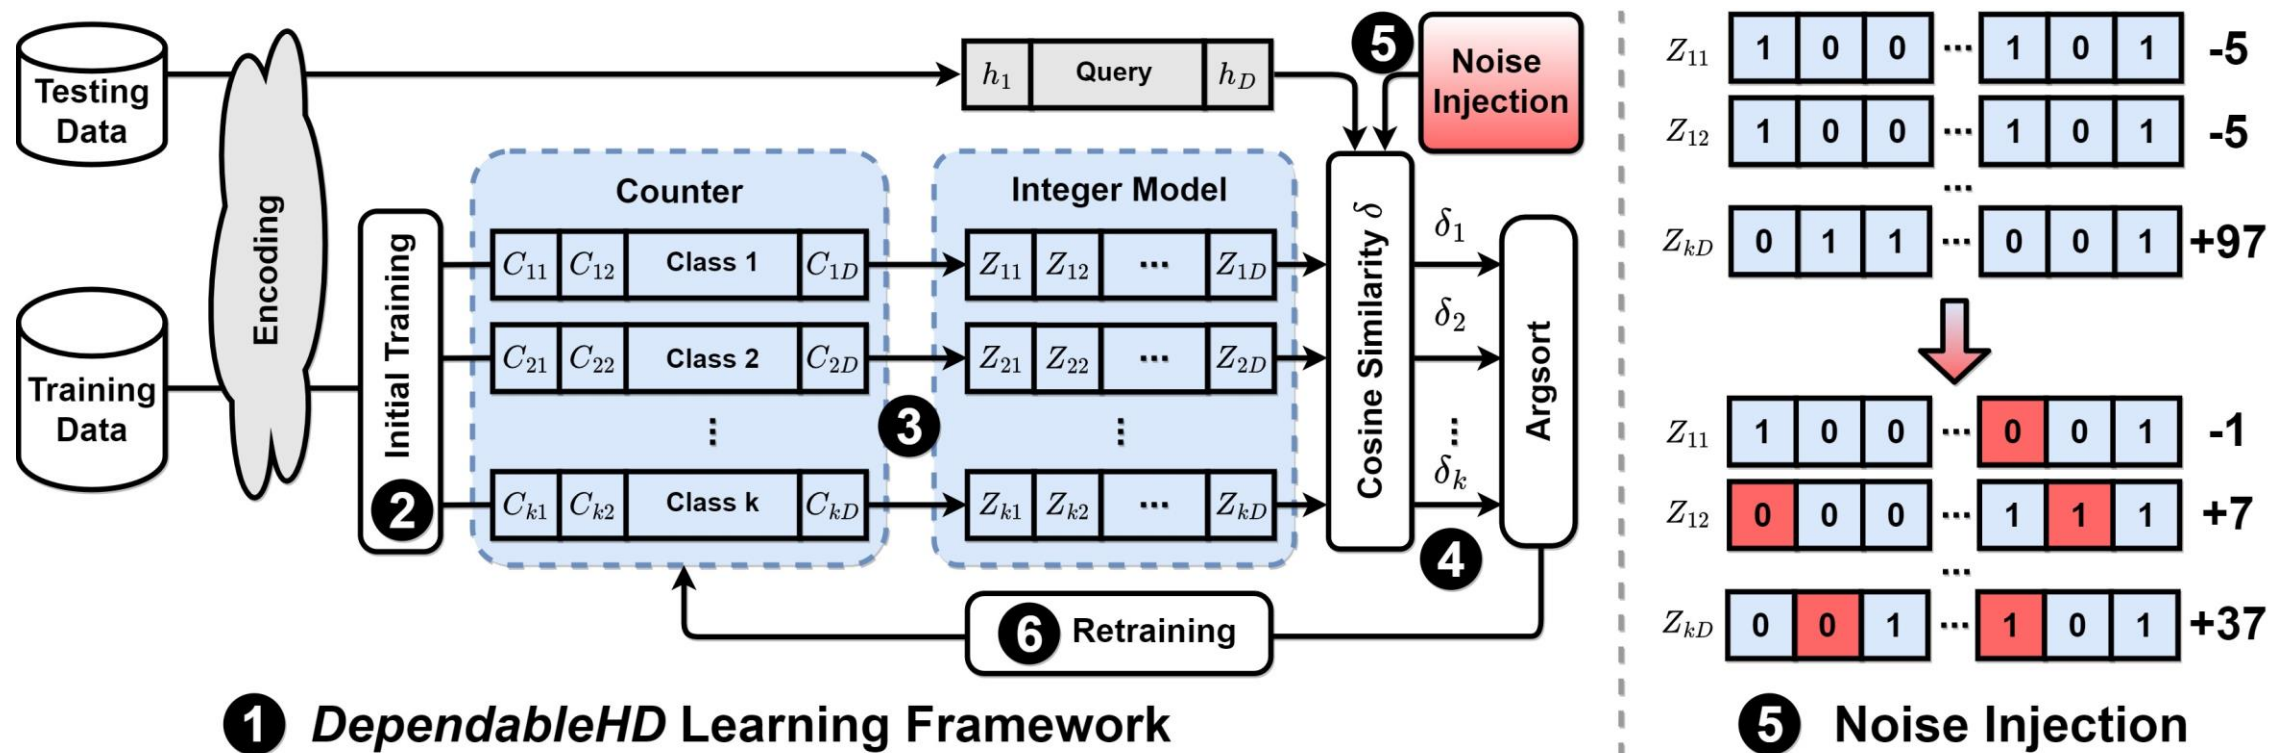 Testing
Data
Training
Data
Encoding
2 Initial Training
h1 Query hD
5
Noise
Injection
Counter
C11 C12 Class 1 C1D
C21 C22 Class 2 C2D
⋮
Ck1 Ck2 Class k CkD
3
Integer Model
Z11 Z12 ... Z1D
Z21 Z22 ... Z2D
⋮
Zk1 Zk2 ... ZkD
Cosine Similarity δ
δ1
δ2
⋮
δk
4
Argsort
6 Retraining
1 DependableHD Learning Framework
Z11 1 0 0 ... 1 0 1 -5
Z12 1 0 0 ... 1 0 1 -5
...
ZkD 0 1 1 ... 0 0 1 +97
Z11 1 0 0 ... 0 0 1 -1
Z12 0 0 0 ... 1 1 1 +7
...
ZkD 0 0 1 ... 1 0 1 +37
5 Noise Injection